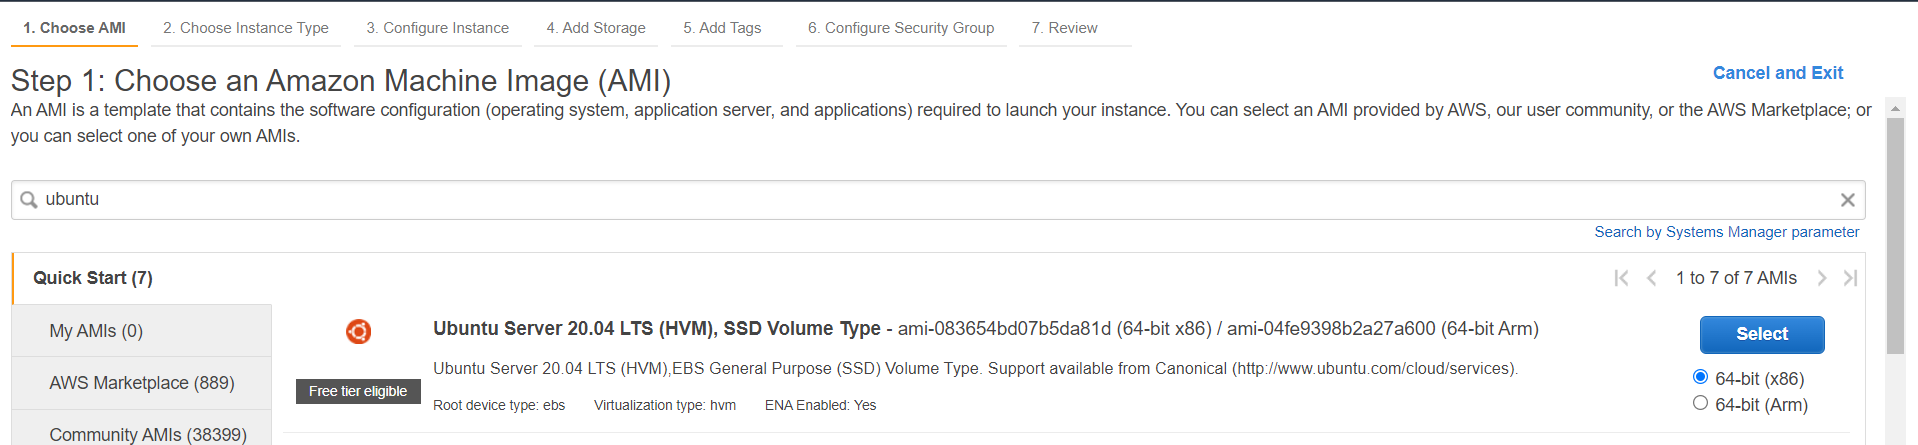 1. Choose AMI 2. Choose Instance Type 3. Configure Instance 4. Add Storage 5. Add Tags 6. Configure Security Group 7. Review
Step 1: Choose an Amazon Machine Image (AMI)
Cancel and Exit
An AMI is a template that contains the software configuration (operating system, application server, and applications) required to launch your instance. You can select an AMI provided by AWS, our user community, or the AWS Marketplace; or
you can select one of your own AMIs.
ubuntu
Search by Systems Manager parameter
Quick Start (7)
1 to 7 of 7 AMIs
My AMIs (0)
AWS Marketplace (889)
Community AMIs (38399)
Ubuntu Server 20.04 LTS (HVM), SSD Volume Type - ami-083654bd07b5da81d (64-bit x86) / ami-04fe9398b2a27a600 (64-bit Arm)
Free tier eligible
Ubuntu Server 20.04 LTS (HVM),EBS General Purpose (SSD) Volume Type. Support available from Canonical (http://www.ubuntu.com/cloud/services).
Root device type: ebs Virtualization type: hvm ENA Enabled: Yes
Select
64-bit (x86)
64-bit (Arm)